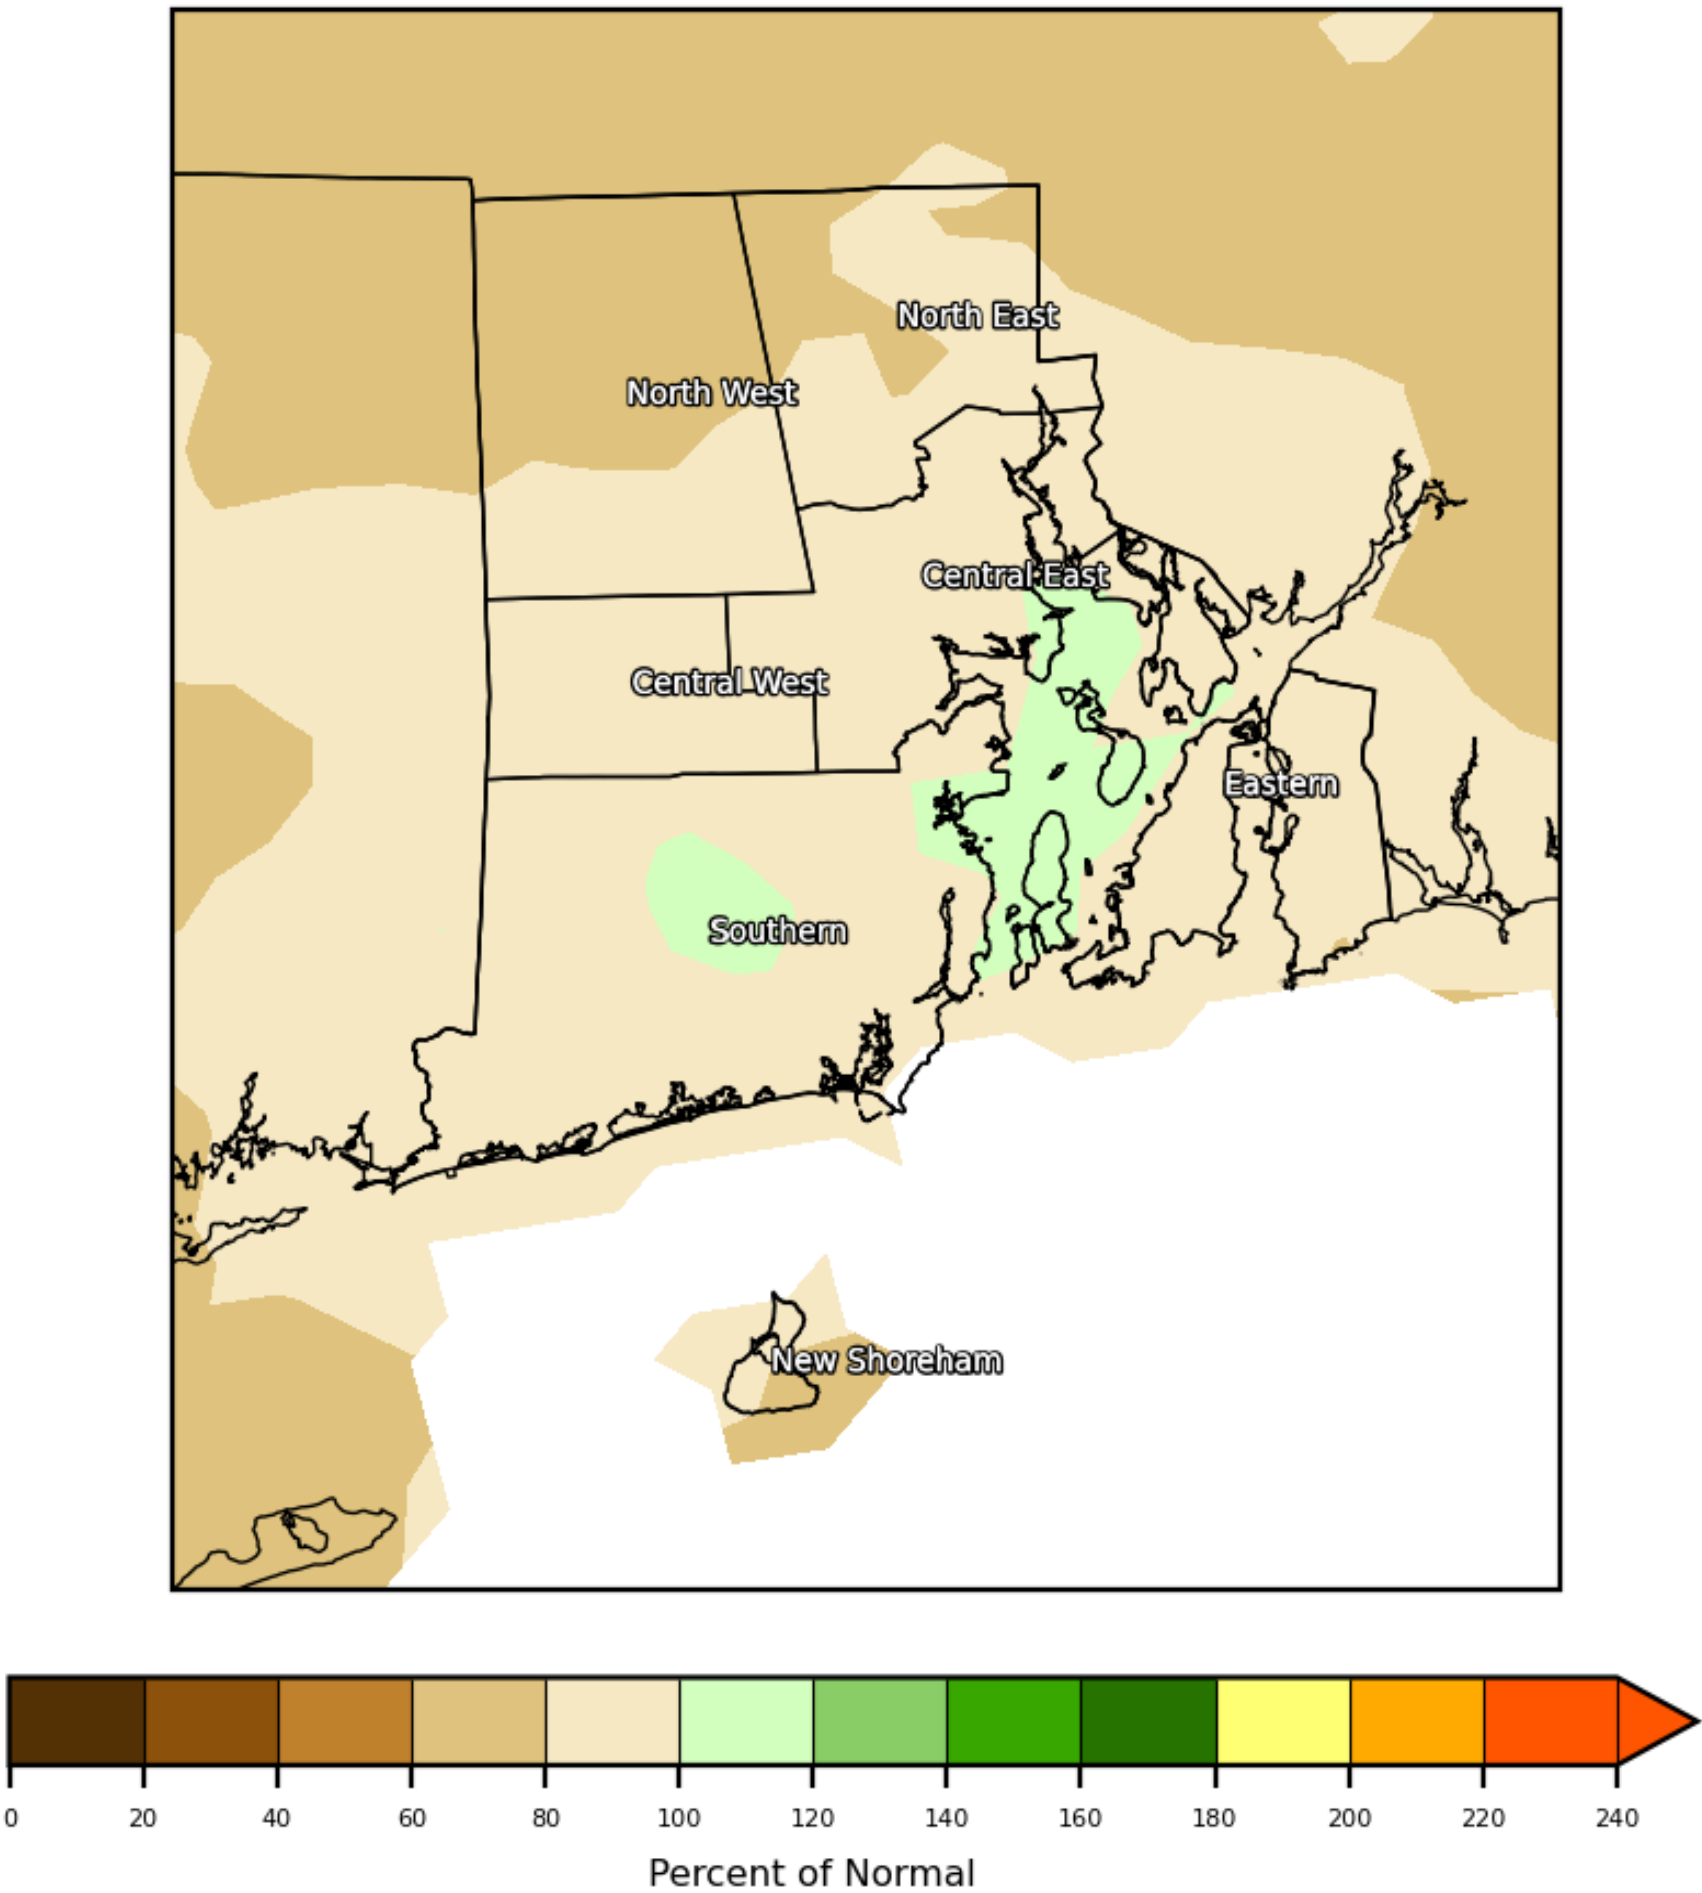 North East
North West
Central East
Central West
Eastern
Southern
New Shoreham
0 20 40 60 80 100 120 140 160 180 200 220 240
Percent of Normal